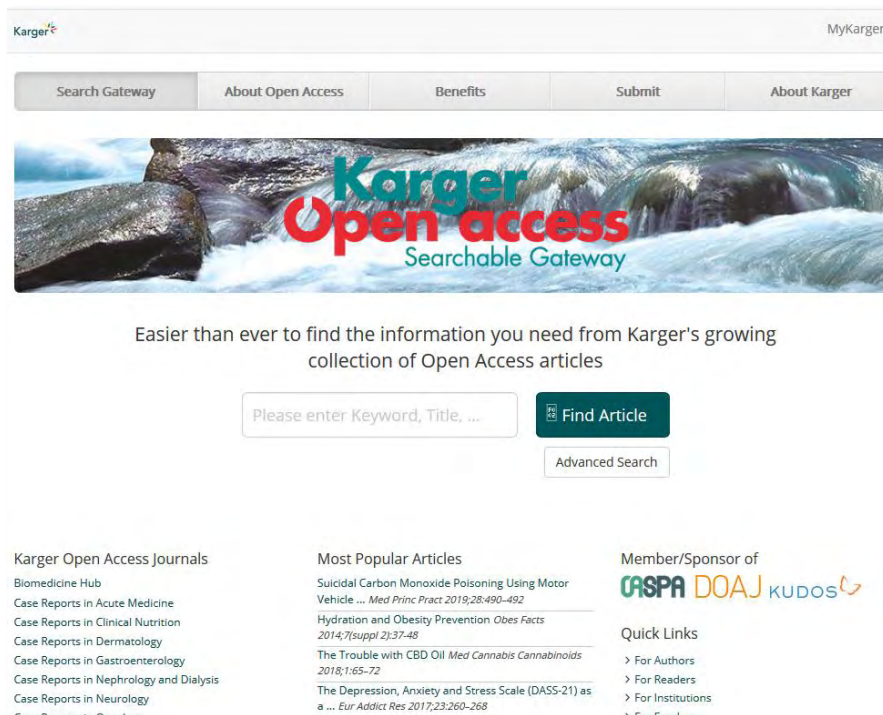 Karger
MyKarger
Search Gateway
About Open Access
Benefits
Submit
About Karger
Karger
Open access
Searchable Gateway
Easier than ever to find the information you need from Karger's growing
collection of Open Access articles
Please enter Keyword, Title, ...
Find Article
Advanced Search
Karger Open Access Journals
Biomedicine Hub
Case Reports in Acute Medicine
Case Reports in Clinical Nutrition
Case Reports in Dermatology
Case Reports in Gastroenterology
Case Reports in Nephrology and Dialysis
Case Reports in Neurology
Most Popular Articles
Suicidal Carbon Monoxide Poisoning Using Motor
Vehicle ... Med Princ Pract 2019;28:490–492
Hydration and Obesity Prevention Obes Facts
2014;7(suppl 2):37-48
The Trouble with CBD Oil Med Cannabis Cannabinoids
2018;1:65–72
The Depression, Anxiety and Stress Scale (DASS-21) as
a ... Eur Addict Res 2017;23:260–268
Member/Sponsor of
OASPA DOAJ KUDOS
Quick Links
> For Authors
> For Readers
> For Institutions